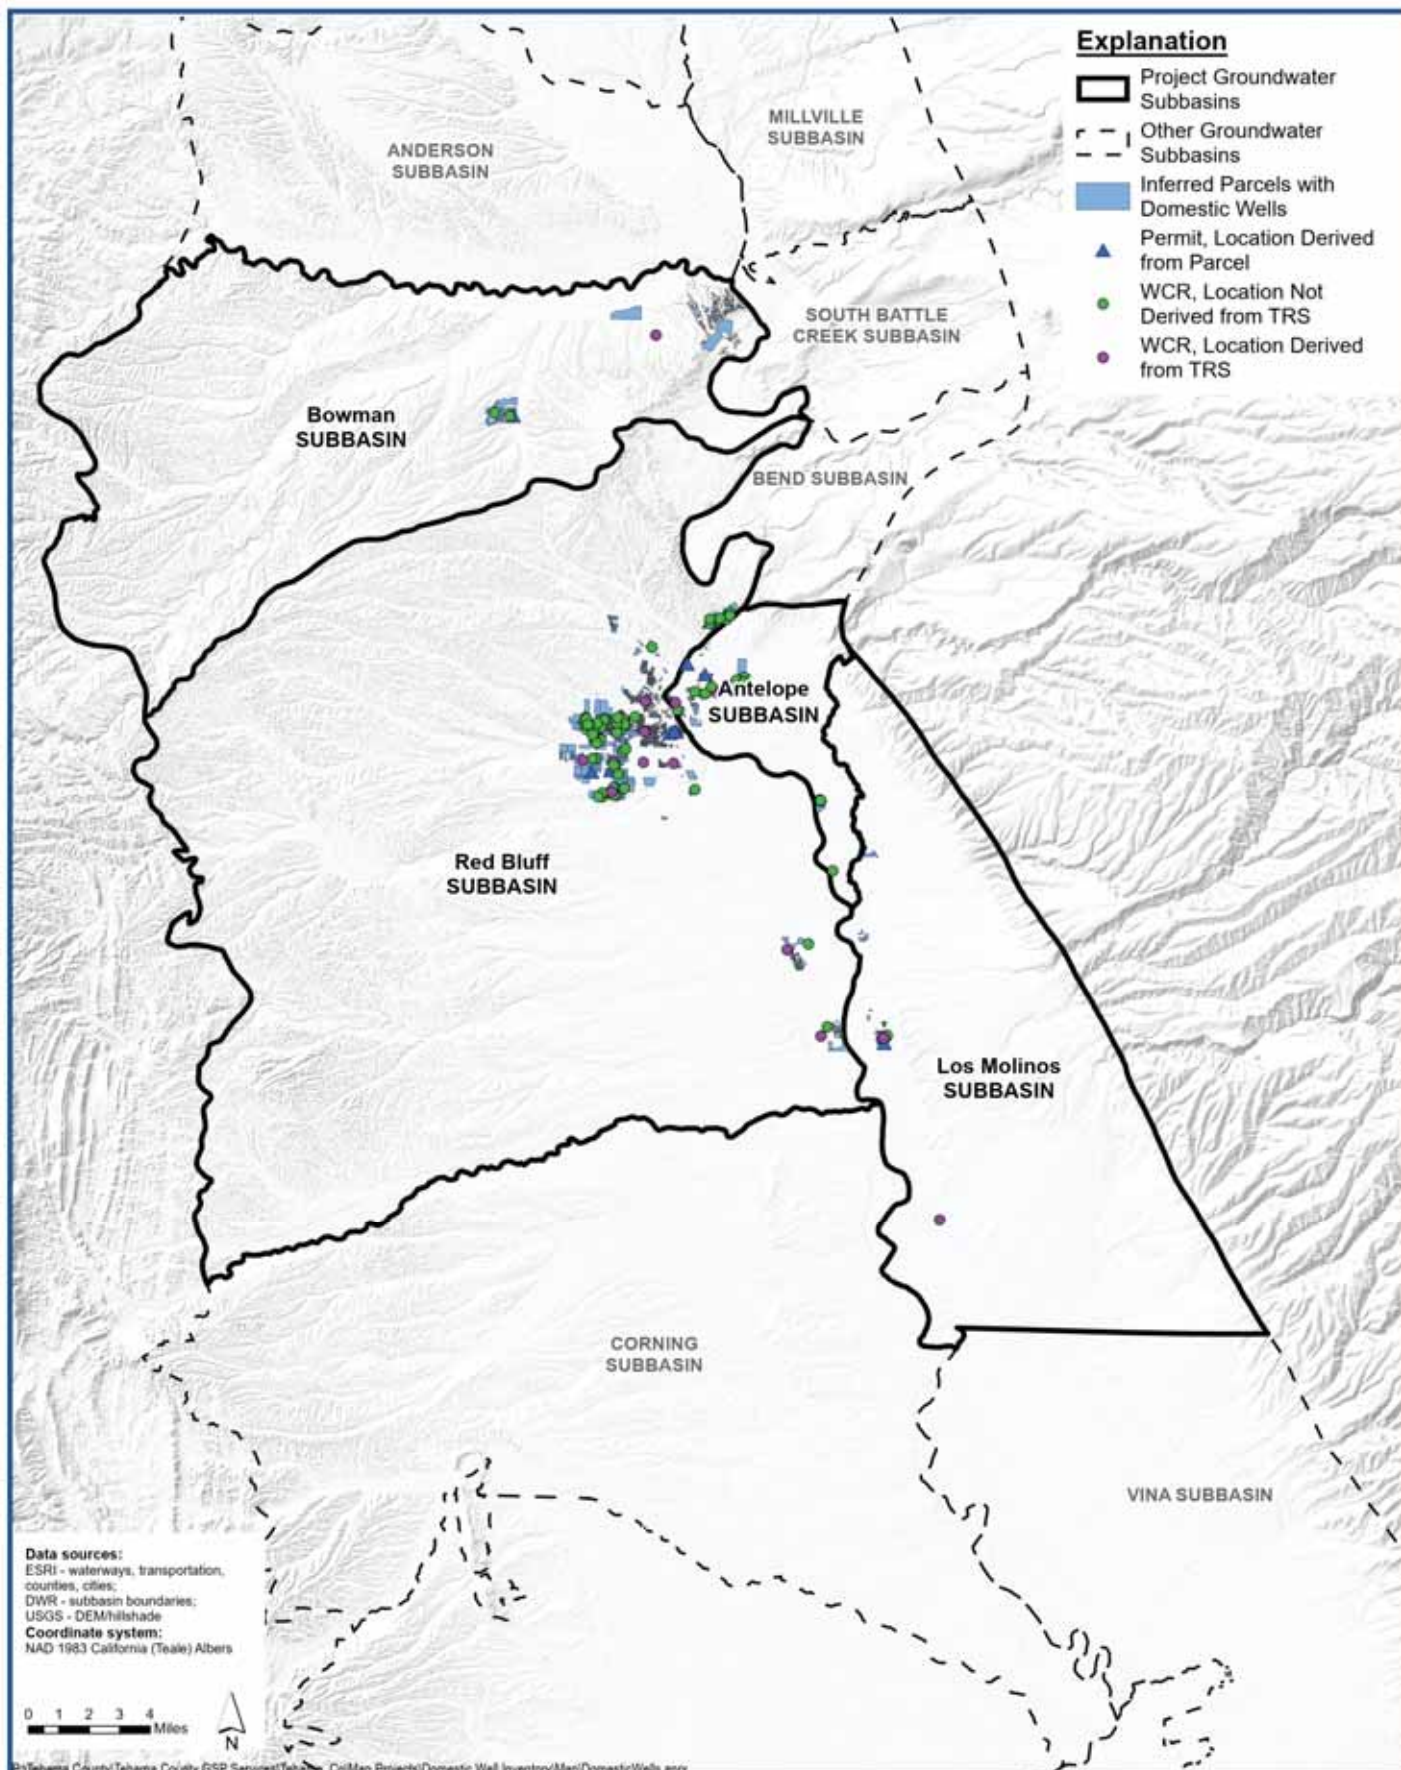 Explanation
Project Groundwater
Subbasins
Other Groundwater
Subbasins
Inferred Parcels with
Domestic Wells
Permit, Location Derived
from Parcel
WCR, Location Not
Derived from TRS
WCR, Location Derived
from TRS
MILLVILLE
SUBBASIN
ANDERSON
SUBBASIN
SOUTH BATTLE
CREEK SUBBASIN
Bowman
SUBBASIN
BEND SUBBASIN
Antelope
SUBBASIN
Red Bluff
SUBBASIN
Los Molinos
SUBBASIN
CORNING
SUBBASIN
VINA SUBBASIN
Data sources:
ESRI - waterways, transportation,
counties, cities;
DWR - subbasin boundaries;
USGS - DEM/hillshade
Coordinate system:
NAD 1983 California (Teale) Albers
0 1 2 3 4
Miles
N